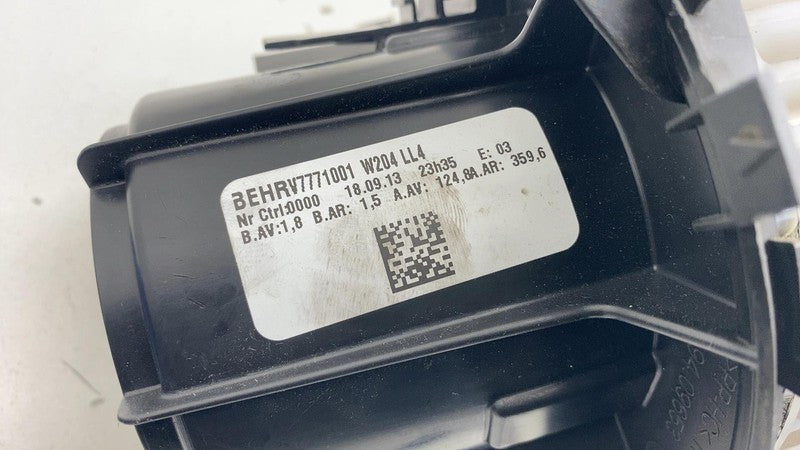 BEHRV7771001 W204 LL4
Nr Ctrl:0000 18.09.13 23h35 E: 03
B.AV:1,8 B.AR: 1,5 A.AV: 124,8A.AR: 359,6